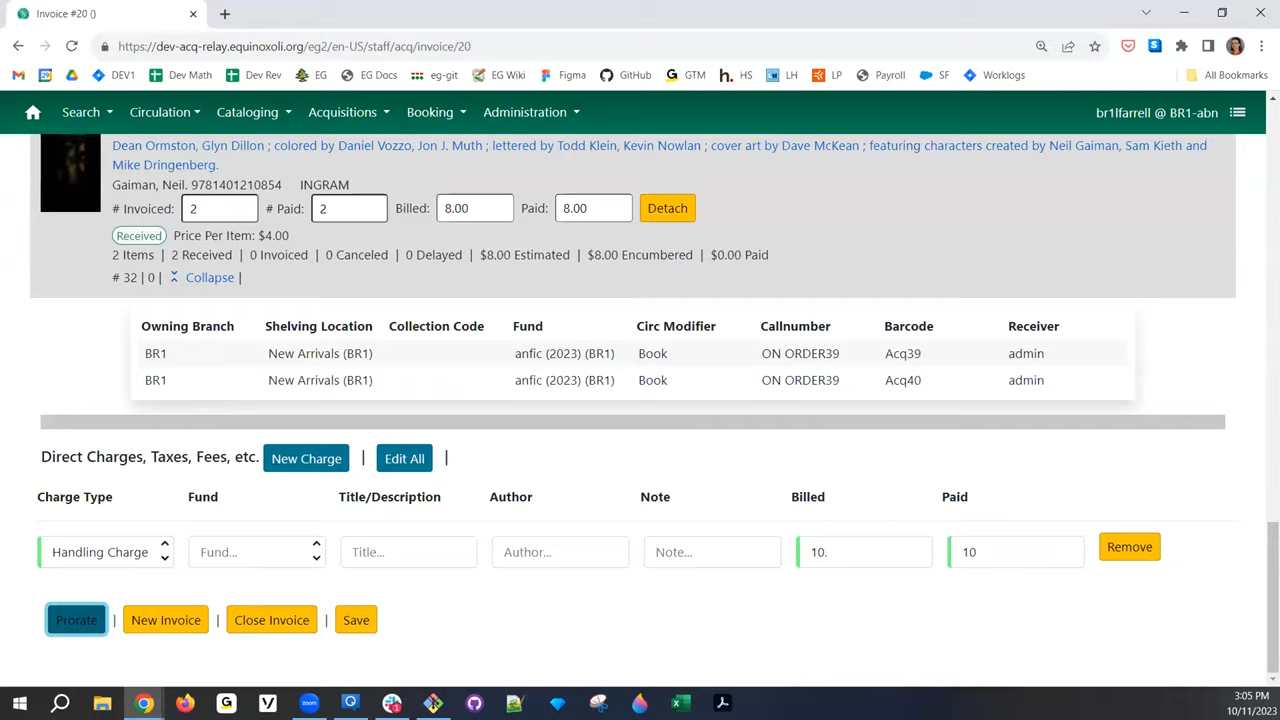 Invoice #20 ()
https://dev-acq-relay.equinoxoli.org/eg2/en-US/staff/acq/invoice/20
DEV1 Dev Math Dev Rev EG EG Docs eg-git EG Wiki Figma GitHub GTM HS LH LP Payroll SF Worklogs All Bookmarks
Search Circulation Cataloging Acquisitions Booking Administration br1lfarrell @ BR1-abn
Dean Ormston, Glyn Dillon ; colored by Daniel Vozzo, Jon J. Muth ; lettered by Todd Klein, Kevin Nowlan ; cover art by Dave McKean ; featuring characters created by Neil Gaiman, Sam Kieth and
Mike Dringenberg.
Gaiman, Neil. 9781401210854 INGRAM
# Invoiced: 2 # Paid: 2 Billed: 8.00 Paid: 8.00 Detach
Received Price Per Item: $4.00
2 Items | 2 Received | 0 Invoiced | 0 Canceled | 0 Delayed | $8.00 Estimated | $8.00 Encumbered | $0.00 Paid
# 32 | 0 | Collapse |
Owning Branch Shelving Location Collection Code Fund Circ Modifier Callnumber Barcode Receiver
BR1 New Arrivals (BR1) anfic (2023) (BR1) Book ON ORDER39 Acq39 admin
BR1 New Arrivals (BR1) anfic (2023) (BR1) Book ON ORDER39 Acq40 admin
Direct Charges, Taxes, Fees, etc. New Charge | Edit All |
Charge Type Fund Title/Description Author Note Billed Paid
Handling Charge Fund... Title... Author... Note... 10. 10 Remove
Prorate | New Invoice | Close Invoice | Save
3:05 PM
10/11/2023